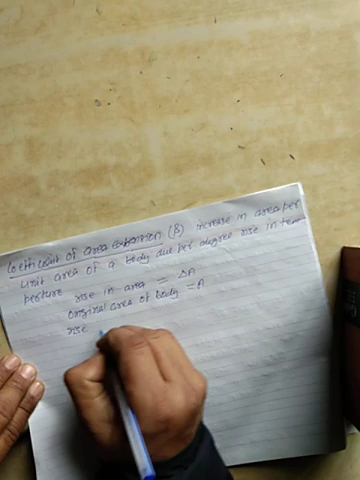 Coefficient of area expansion (β) increase in area per
unit area of a body due per degree rise in tem
perture
rise in area = ΔA
original area of body = A
rise